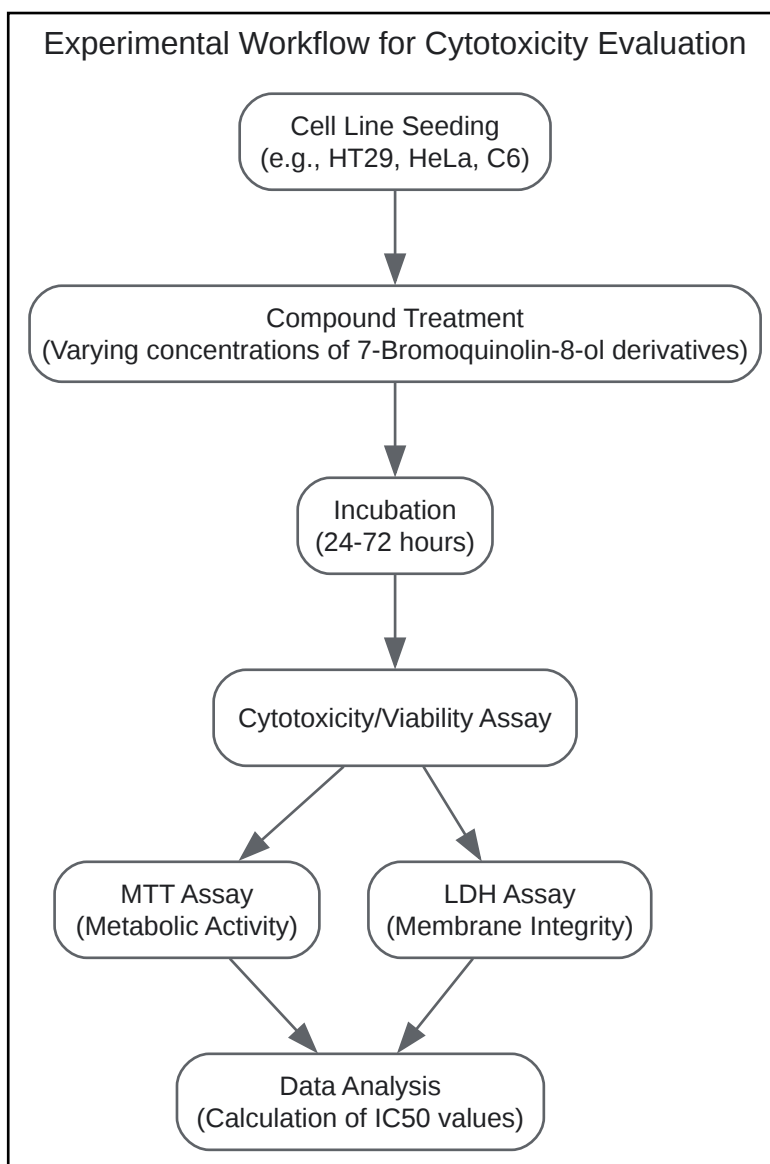 Experimental Workflow for Cytotoxicity Evaluation
Cell Line Seeding
(e.g., HT29, HeLa, C6)
Compound Treatment
(Varying concentrations of 7-Bromoquinolin-8-ol derivatives)
Incubation
(24-72 hours)
Cytotoxicity/Viability Assay
MTT Assay
(Metabolic Activity)
LDH Assay
(Membrane Integrity)
Data Analysis
(Calculation of IC50 values)